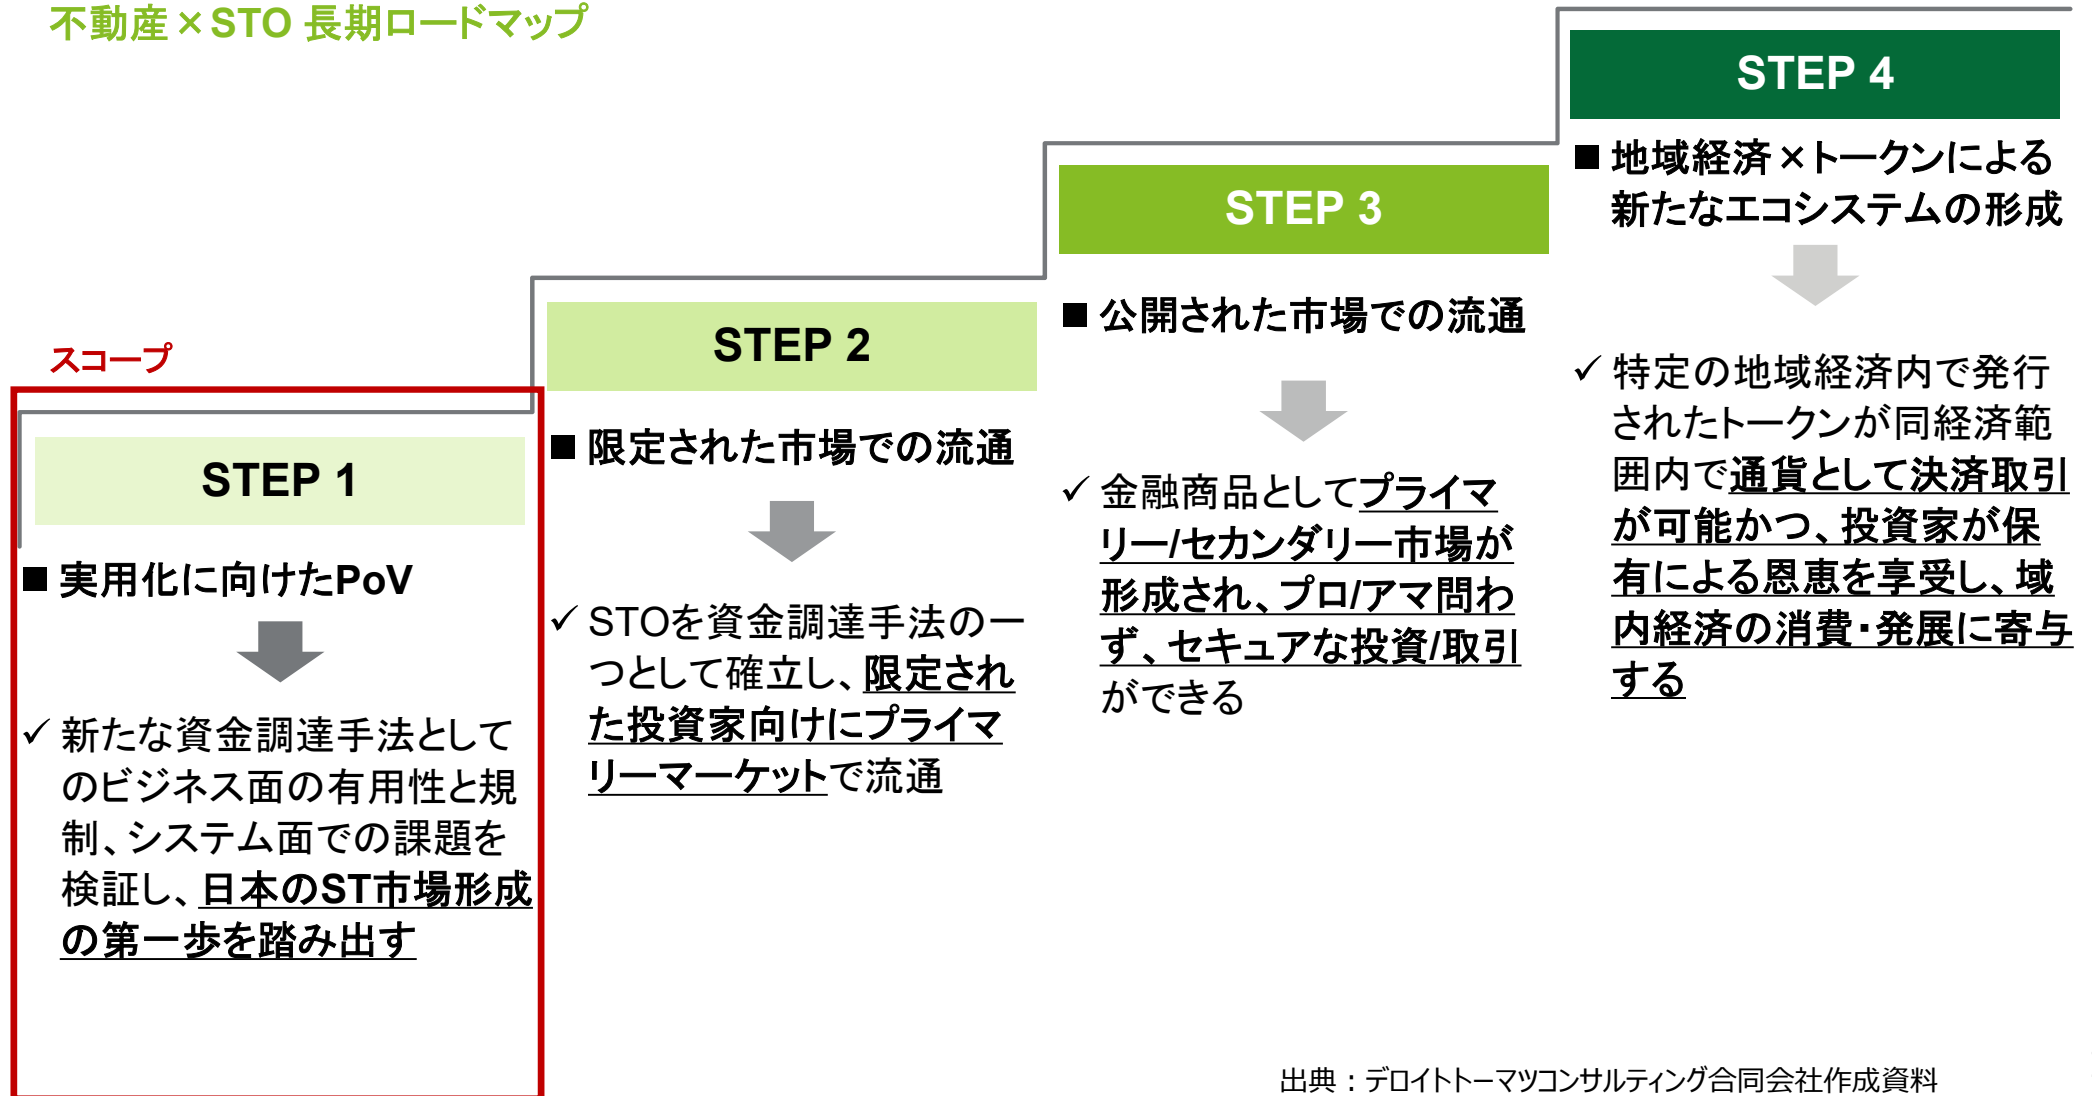 不動産×STO 長期ロードマップ
スコープ
STEP 1
■ 実用化に向けたPoV
✓ 新たな資金調達手法として
のビジネス面の有用性と規
制、システム面での課題を
検証し、日本のST市場形成
の第一歩を踏み出す
STEP 2
■ 限定された市場での流通
✓ STOを資金調達手法の一
つとして確立し、限定され
た投資家向けにプライマ
リーマーケットで流通
STEP 3
■ 公開された市場での流通
✓ 金融商品としてプライマ
リー/セカンダリー市場が
形成され、プロ/アマ問わ
ず、セキュアな投資/取引
ができる
STEP 4
■ 地域経済×トークンによる
新たなエコシステムの形成
✓ 特定の地域経済内で発行
されたトークンが同経済範
囲内で通貨として決済取引
が可能かつ、投資家が保
有による恩恵を享受し、域
内経済の消費・発展に寄与
する
出典：デロイトトーマツコンサルティング合同会社作成資料